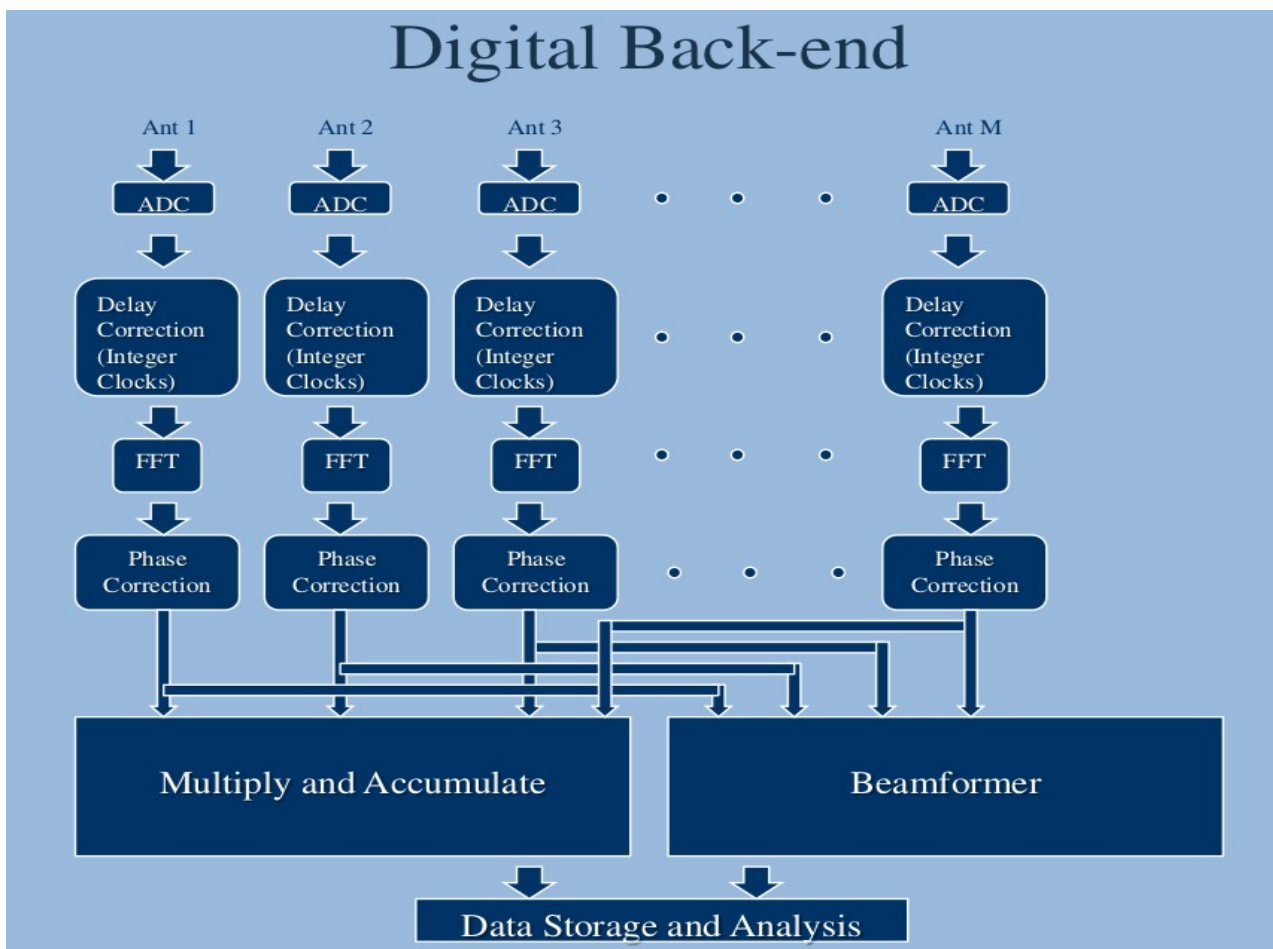 Digital Back-end
Ant 1 Ant 2 Ant 3 Ant M
ADC ADC ADC ADC
Delay Delay Delay Delay
Correction Correction Correction Correction
(Integer (Integer (Integer (Integer
Clocks) Clocks) Clocks) Clocks)
FFT FFT FFT FFT
Phase Phase Phase Phase
Correction Correction Correction Correction
Multiply and Accumulate Beamformer
Data Storage and Analysis